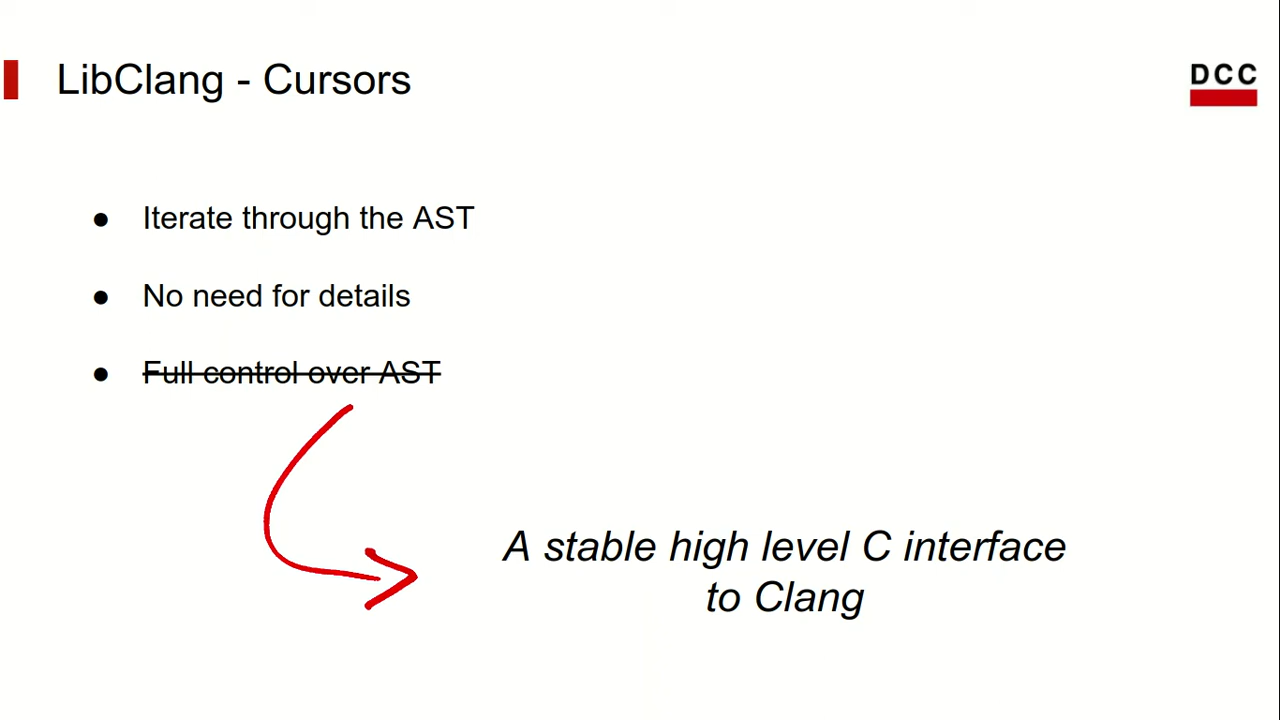 LibClang - Cursors
DCC
● Iterate through the AST
● No need for details
● Full control over AST
A stable high level C interface
to Clang